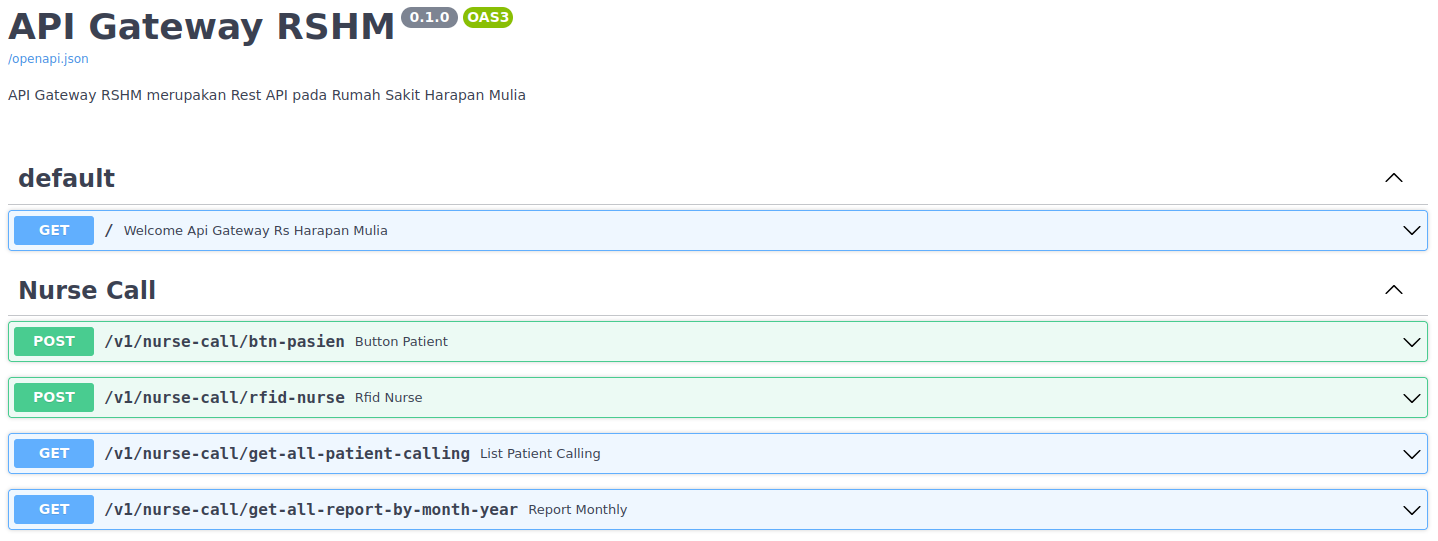 API Gateway RSHM 0.1.0 OAS3
/openapi.json
API Gateway RSHM merupakan Rest API pada Rumah Sakit Harapan Mulia
default
GET / Welcome Api Gateway Rs Harapan Mulia
Nurse Call
POST /v1/nurse-call/btn-pasien Button Patient
POST /v1/nurse-call/rfid-nurse Rfid Nurse
GET /v1/nurse-call/get-all-patient-calling List Patient Calling
GET /v1/nurse-call/get-all-report-by-month-year Report Monthly